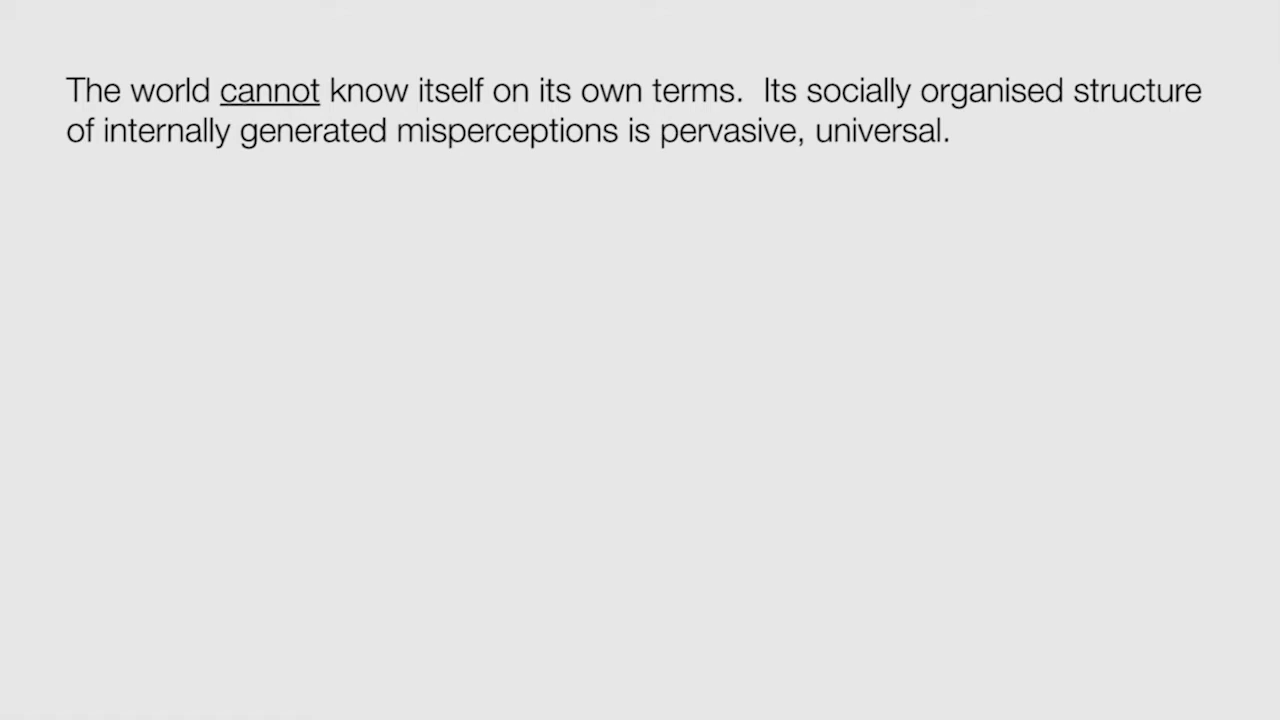 The world cannot know itself on its own terms.  Its socially organised structure
of internally generated misperceptions is pervasive, universal.